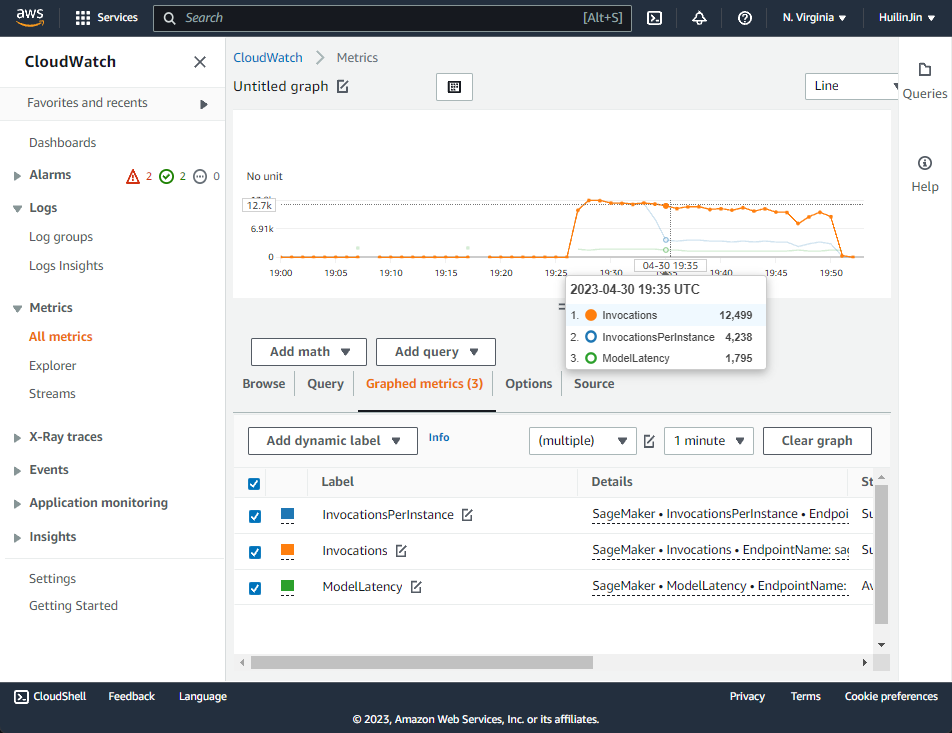 aws
Services
Search
[Alt+S]
N. Virginia
HuilinJin
CloudWatch
Favorites and recents
Dashboards
Alarms 2 2 0
Logs
Log groups
Logs Insights
Metrics
All metrics
Explorer
Streams
X-Ray traces
Events
Application monitoring
Insights
Settings
Getting Started
CloudWatch Metrics
Untitled graph
Line
Queries
Help
No unit
12.7k
6.91k
0
19:00 19:05 19:10 19:15 19:20 19:25 19:30 19:40 19:45 19:50
04-30 19:35
2023-04-30 19:35 UTC
1. Invocations 12,499
2. InvocationsPerInstance 4,238
3. ModelLatency 1,795
Add math
Add query
Browse Query Graphed metrics (3) Options Source
Add dynamic label
Info
(multiple)
1 minute
Clear graph
Label Details St
InvocationsPerInstance SageMaker • InvocationsPerInstance • Endpoi Su
Invocations SageMaker • Invocations • EndpointName: sag Su
ModelLatency SageMaker • ModelLatency • EndpointName: Av
CloudShell Feedback Language
Privacy Terms Cookie preferences
© 2023, Amazon Web Services, Inc. or its affiliates.